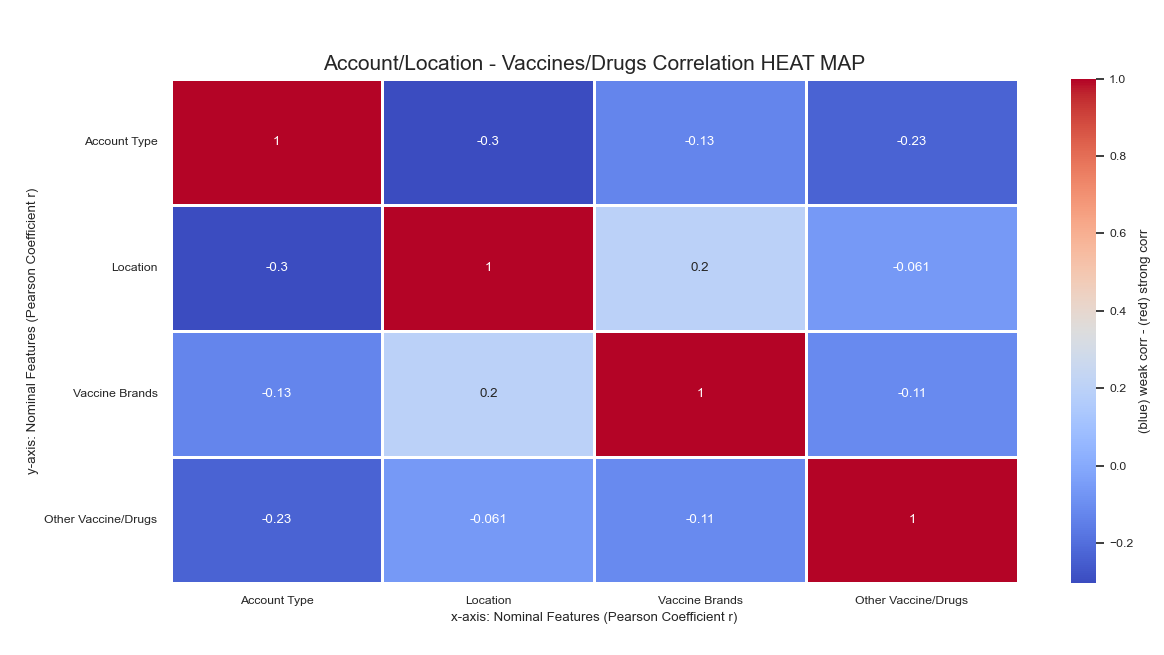 Account/Location - Vaccines/Drugs Correlation HEAT MAP
Account Type
1
-0.3
-0.13
-0.23
Location
-0.3
1
0.2
-0.061
Vaccine Brands
-0.13
0.2
1
-0.11
Other Vaccine/Drugs
-0.23
-0.061
-0.11
1
Account Type
Location
Vaccine Brands
Other Vaccine/Drugs
x-axis: Nominal Features (Pearson Coefficient r)
y-axis: Nominal Features (Pearson Coefficient r)
1.0
0.8
0.6
0.4
0.2
0.0
−0.2
(blue) weak corr - (red) strong corr